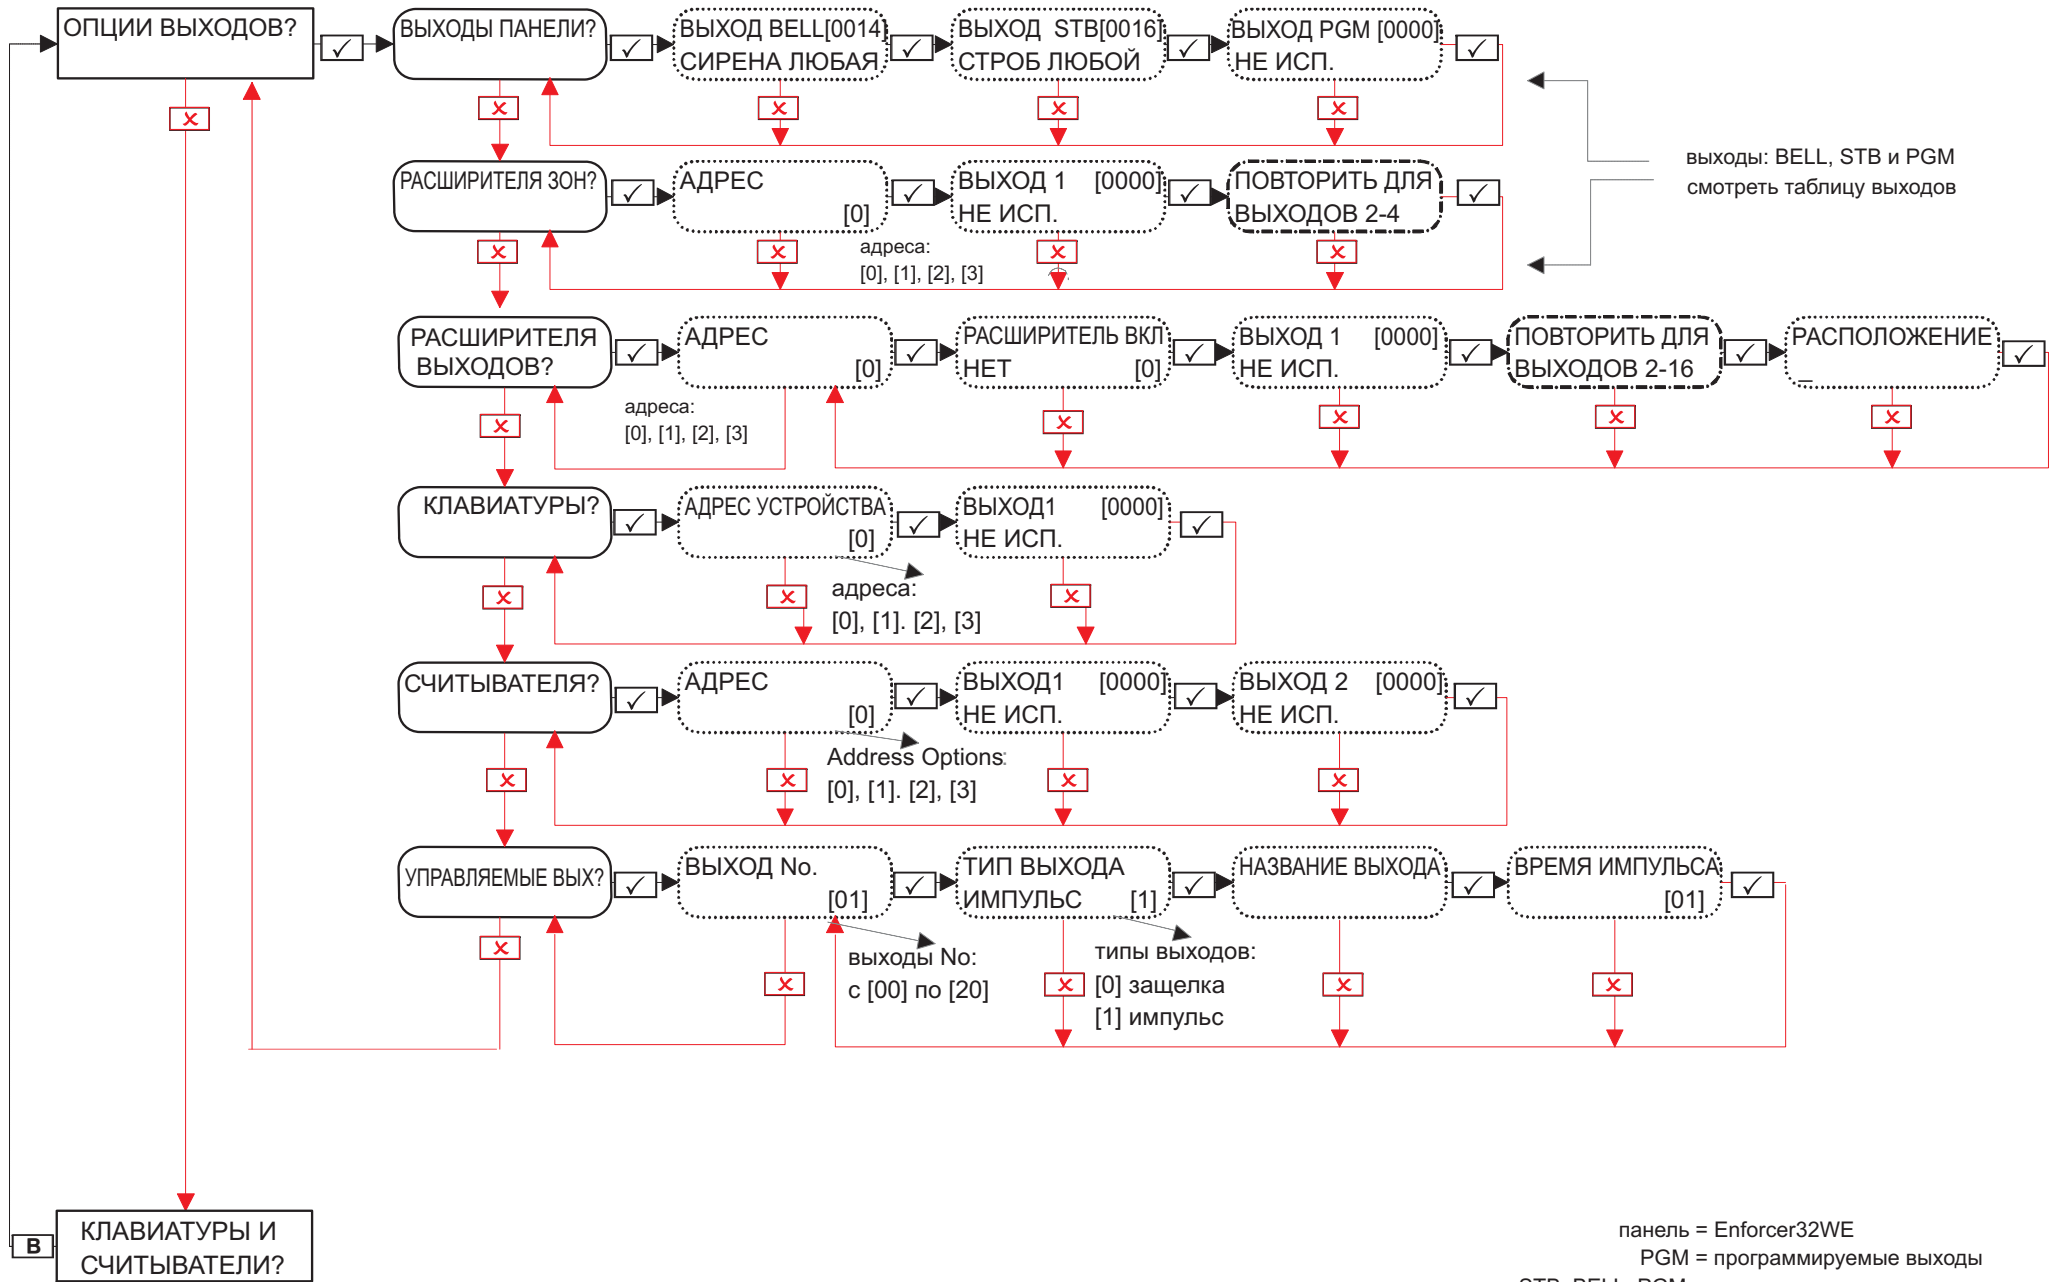 ОПЦИИ ВЫХОДОВ?
ВЫХОДЫ ПАНЕЛИ?
ВЫХОД BELL[0014]
СИРЕНА ЛЮБАЯ
ВЫХОД STB[0016]
СТРОБ ЛЮБОЙ
ВЫХОД PGM [0000]
НЕ ИСП.
выходы: BELL, STB и PGM
смотреть таблицу выходов
РАСШИРИТЕЛЯ ЗОН?
АДРЕС
[0]
адреса:
[0], [1], [2], [3]
ВЫХОД 1 [0000]
НЕ ИСП.
ПОВТОРИТЬ ДЛЯ
ВЫХОДОВ 2-4
РАСШИРИТЕЛЯ
ВЫХОДОВ?
АДРЕС
[0]
адреса:
[0], [1], [2], [3]
РАСШИРИТЕЛЬ ВКЛ
НЕТ [0]
ВЫХОД 1 [0000]
НЕ ИСП.
ПОВТОРИТЬ ДЛЯ
ВЫХОДОВ 2-16
РАСПОЛОЖЕНИЕ
_
КЛАВИАТУРЫ?
АДРЕС УСТРОЙСТВА
[0]
адреса:
[0], [1]. [2], [3]
ВЫХОД1 [0000]
НЕ ИСП.
СЧИТЫВАТЕЛЯ?
АДРЕС
[0]
Address Options:
[0], [1]. [2], [3]
ВЫХОД1 [0000]
НЕ ИСП.
ВЫХОД 2 [0000]
НЕ ИСП.
УПРАВЛЯЕМЫЕ ВЫХ?
ВЫХОД No.
[01]
выходы No:
с [00] по [20]
ТИП ВЫХОДА
ИМПУЛЬС [1]
типы выходов:
[0] защелка
[1] импульс
НАЗВАНИЕ ВЫХОДА
ВРЕМЯ ИМПУЛЬСА
[01]
B
КЛАВИАТУРЫ И
СЧИТЫВАТЕЛИ?
панель = Enforcer32WE
PGM = программируемые выходы